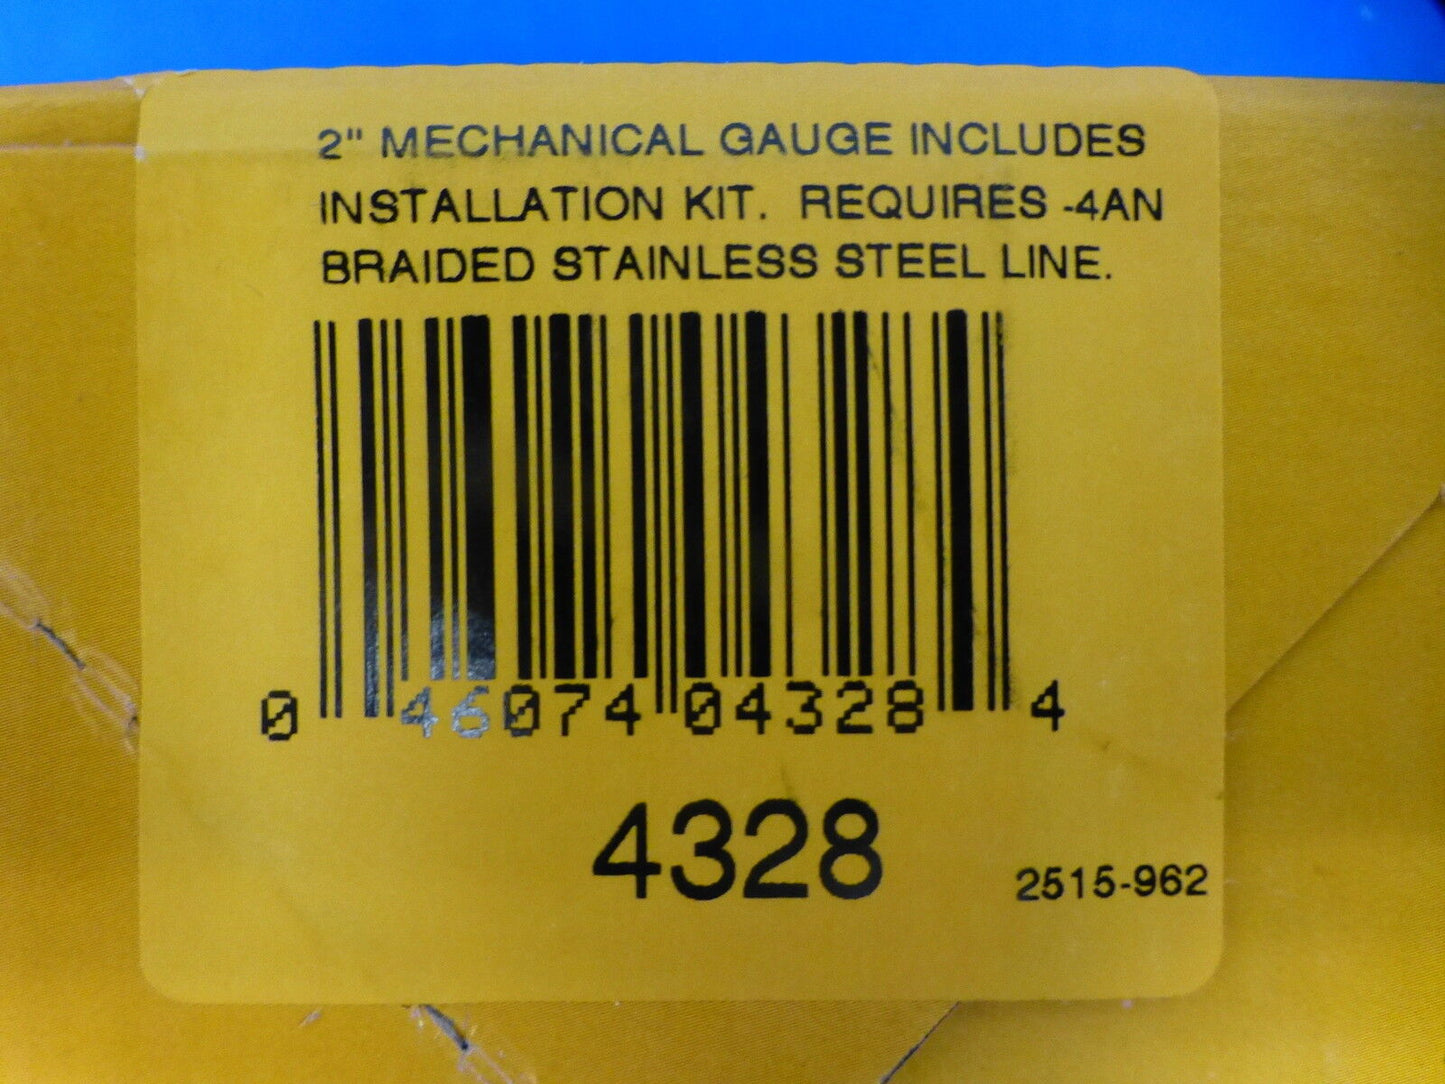 2" MECHANICAL GAUGE INCLUDES
INSTALLATION KIT. REQUIRES -4AN
BRAIDED STAINLESS STEEL LINE.
0 46074 04328 4
4328
2515-962